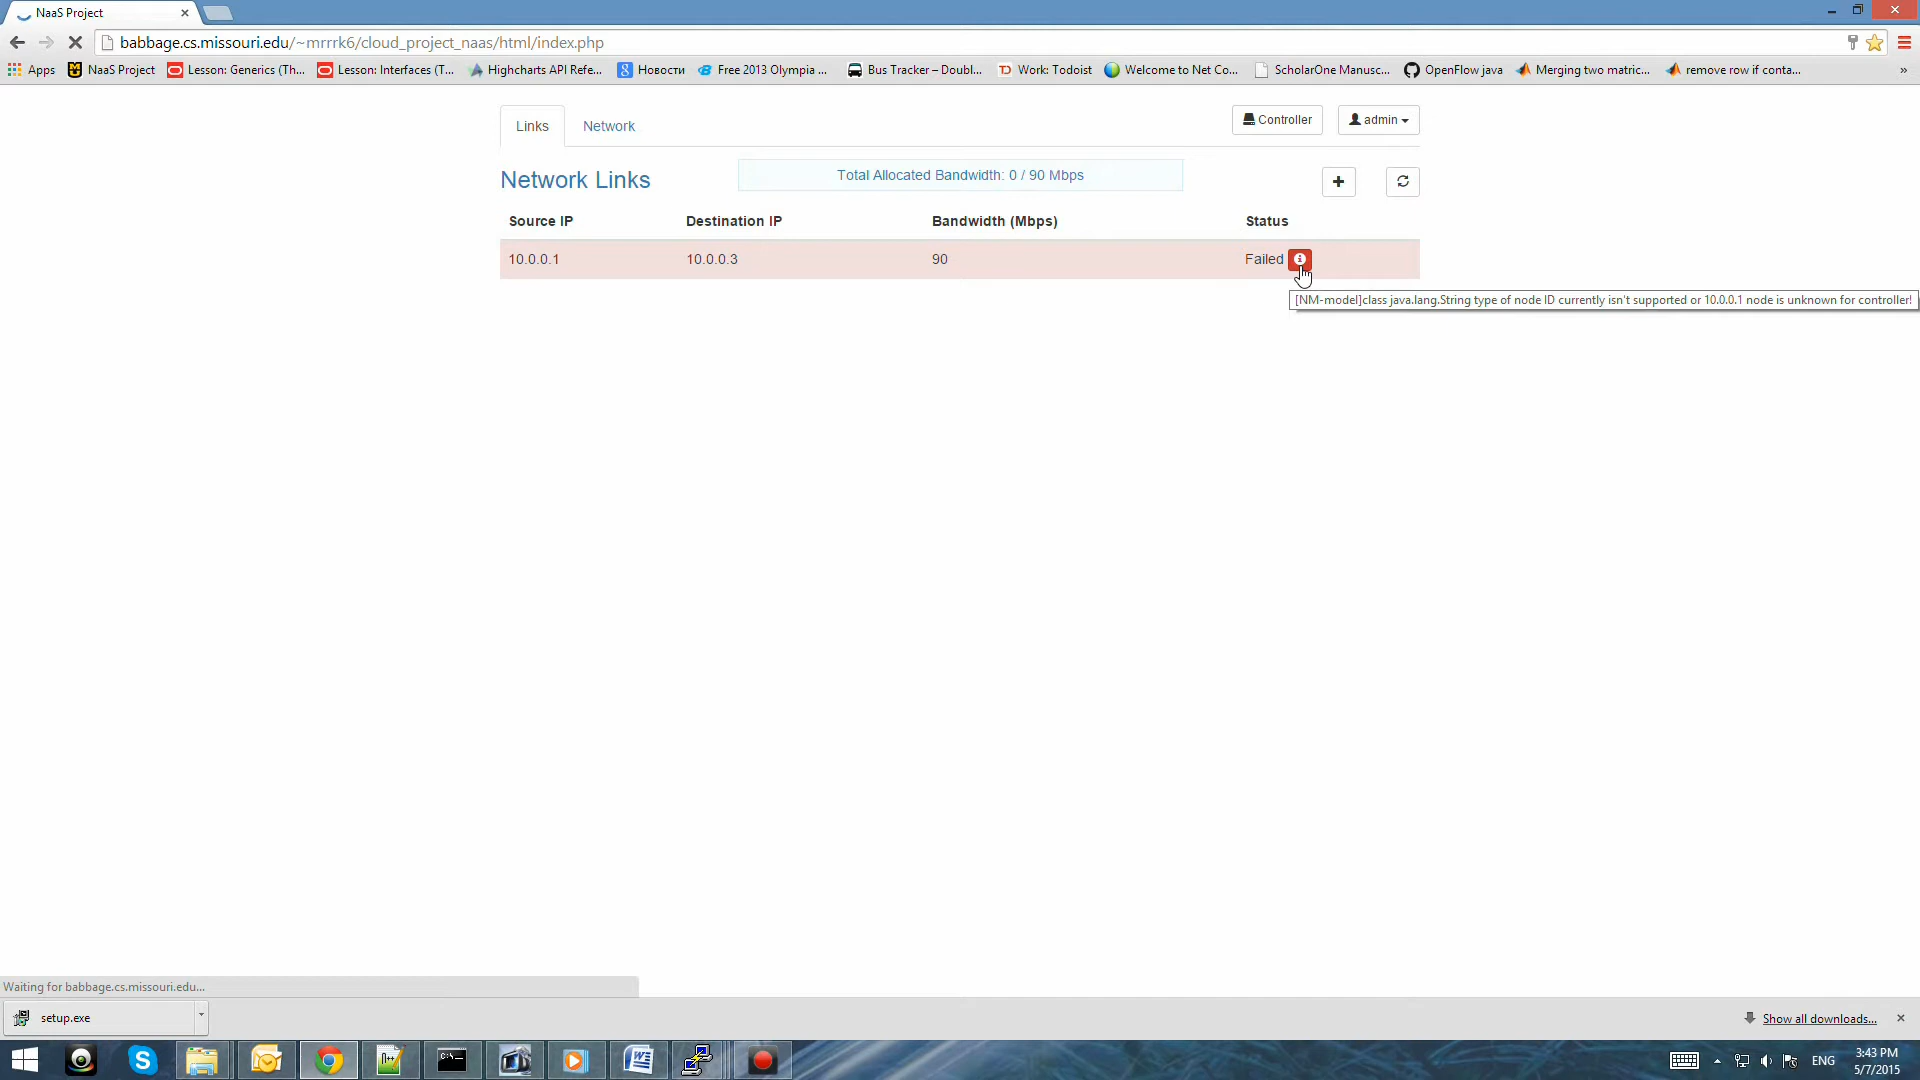 NaaS Project
babbage.cs.missouri.edu/~mrrrk6/cloud_project_naas/html/index.php
Apps NaaS Project Lesson: Generics (Th... Lesson: Interfaces (T... Highcharts API Refe... Новости Free 2013 Olympia ... Bus Tracker – Doubl... Work: Todoist Welcome to Net Co... ScholarOne Manusc... OpenFlow java Merging two matric... remove row if conta... »
Links Network Controller admin
Network Links Total Allocated Bandwidth: 0 / 90 Mbps
Source IP Destination IP Bandwidth (Mbps) Status
10.0.0.1 10.0.0.3 90 Failed
[NM-model]class java.lang.String type of node ID currently isn't supported or 10.0.0.1 node is unknown for controller!
Waiting for babbage.cs.missouri.edu...
setup.exe Show all downloads...
ENG 3:43 PM
5/7/2015